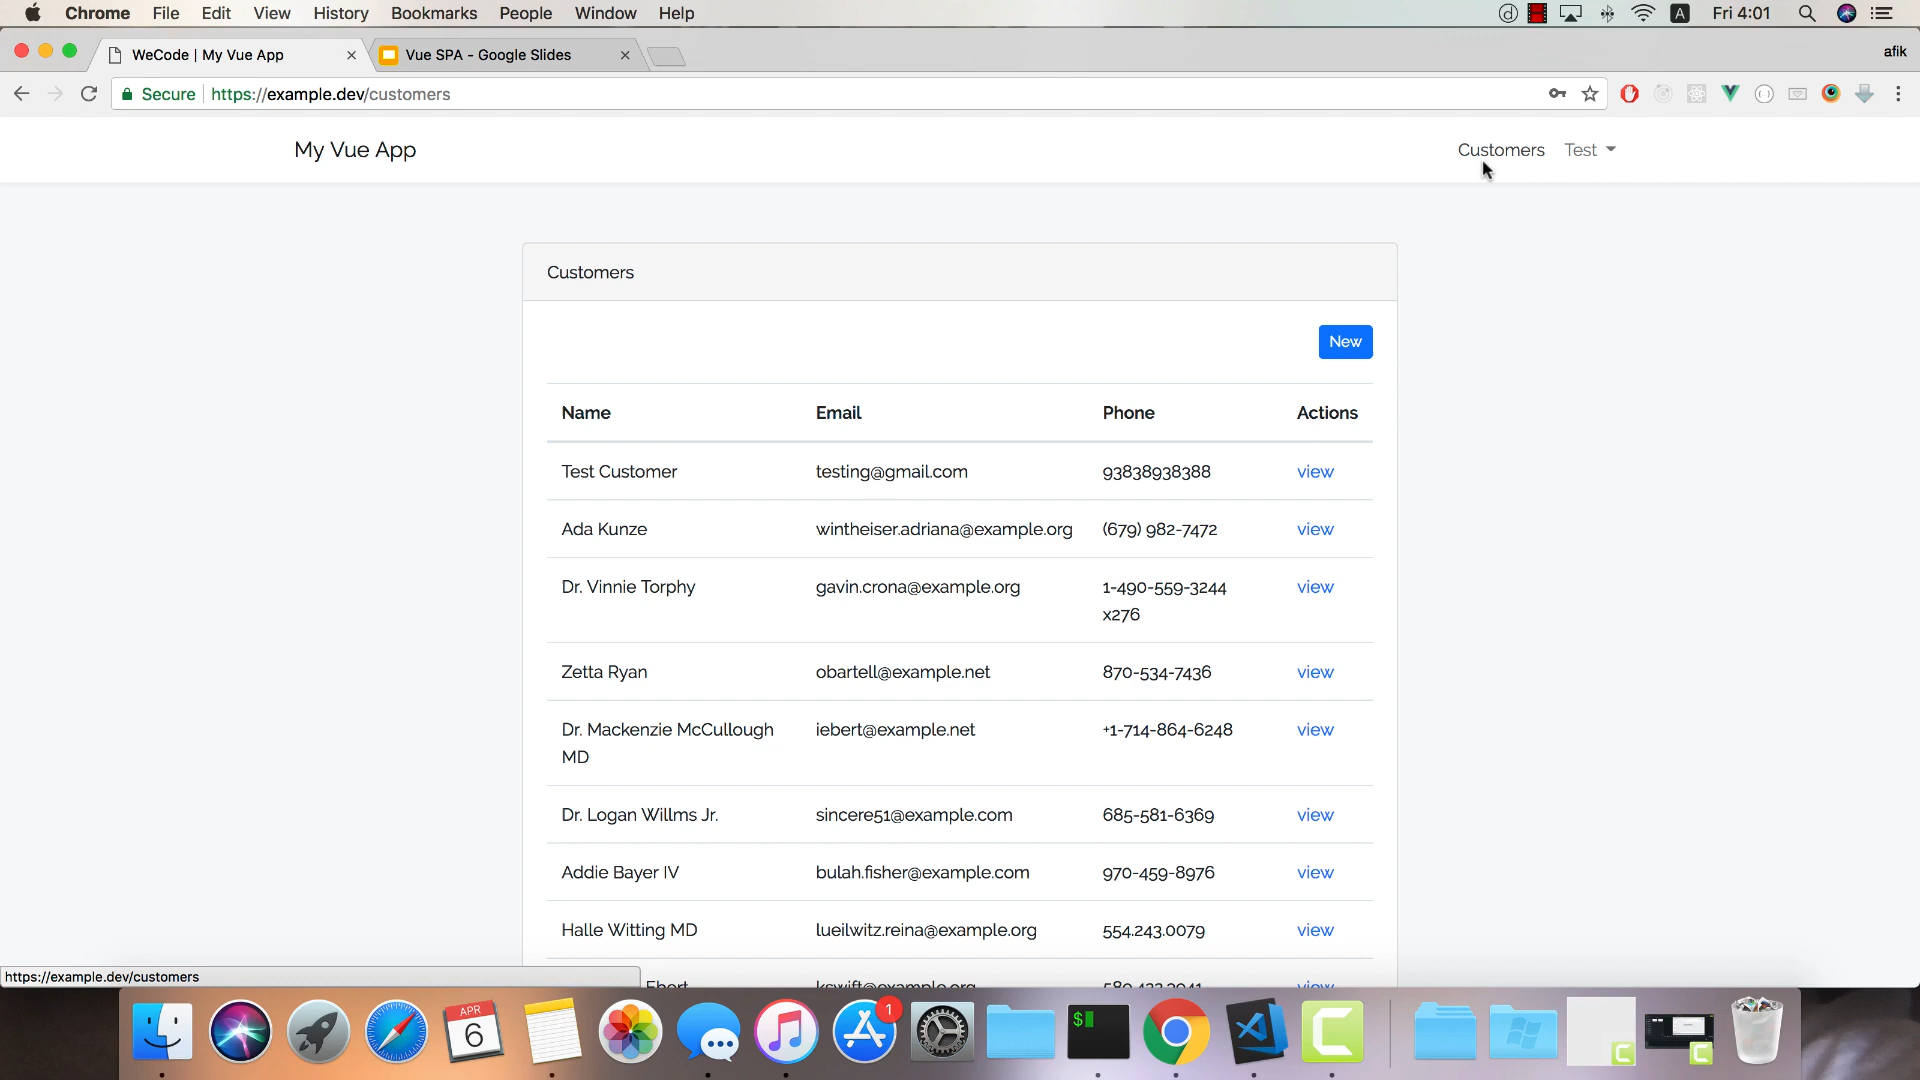 Chrome File Edit View History Bookmarks People Window Help
A Fri 4:01
WeCode | My Vue App
Vue SPA - Google Slides
afik
Secure https://example.dev/customers
My Vue App
Customers Test
Customers
New
Name Email Phone Actions
Test Customer testing@gmail.com 93838938388 view
Ada Kunze wintheiser.adriana@example.org (679) 982-7472 view
Dr. Vinnie Torphy gavin.crona@example.org 1-490-559-3244 view
x276
Zetta Ryan obartell@example.net 870-534-7436 view
Dr. Mackenzie McCullough iebert@example.net +1-714-864-6248 view
MD
Dr. Logan Willms Jr. sincere51@example.com 685-581-6369 view
Addie Bayer IV bulah.fisher@example.com 970-459-8976 view
Halle Witting MD lueilwitz.reina@example.org 554.243.0079 view
https://example.dev/customers
Ebert kswift@example.org view
APR
6
1
$